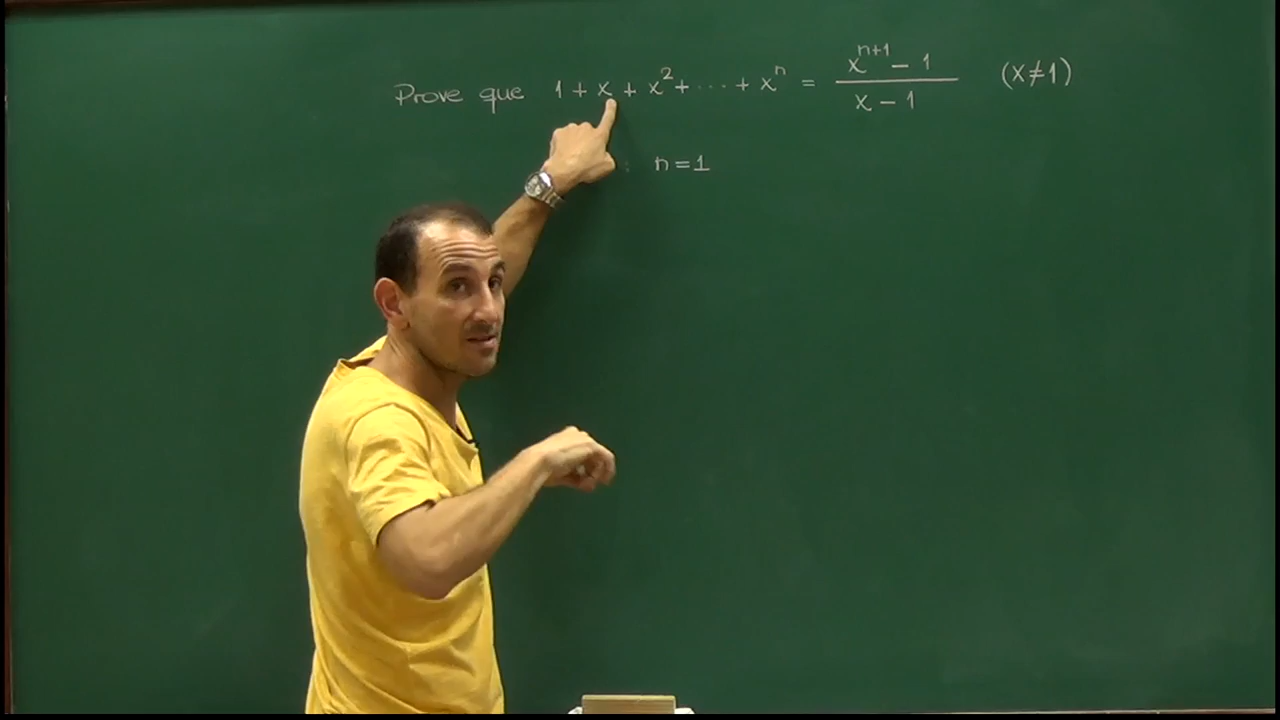 Prove que 1 + x + x² + ⋯ + xⁿ = (xⁿ⁺¹ − 1)/(x − 1) (x ≠ 1)
: n = 1